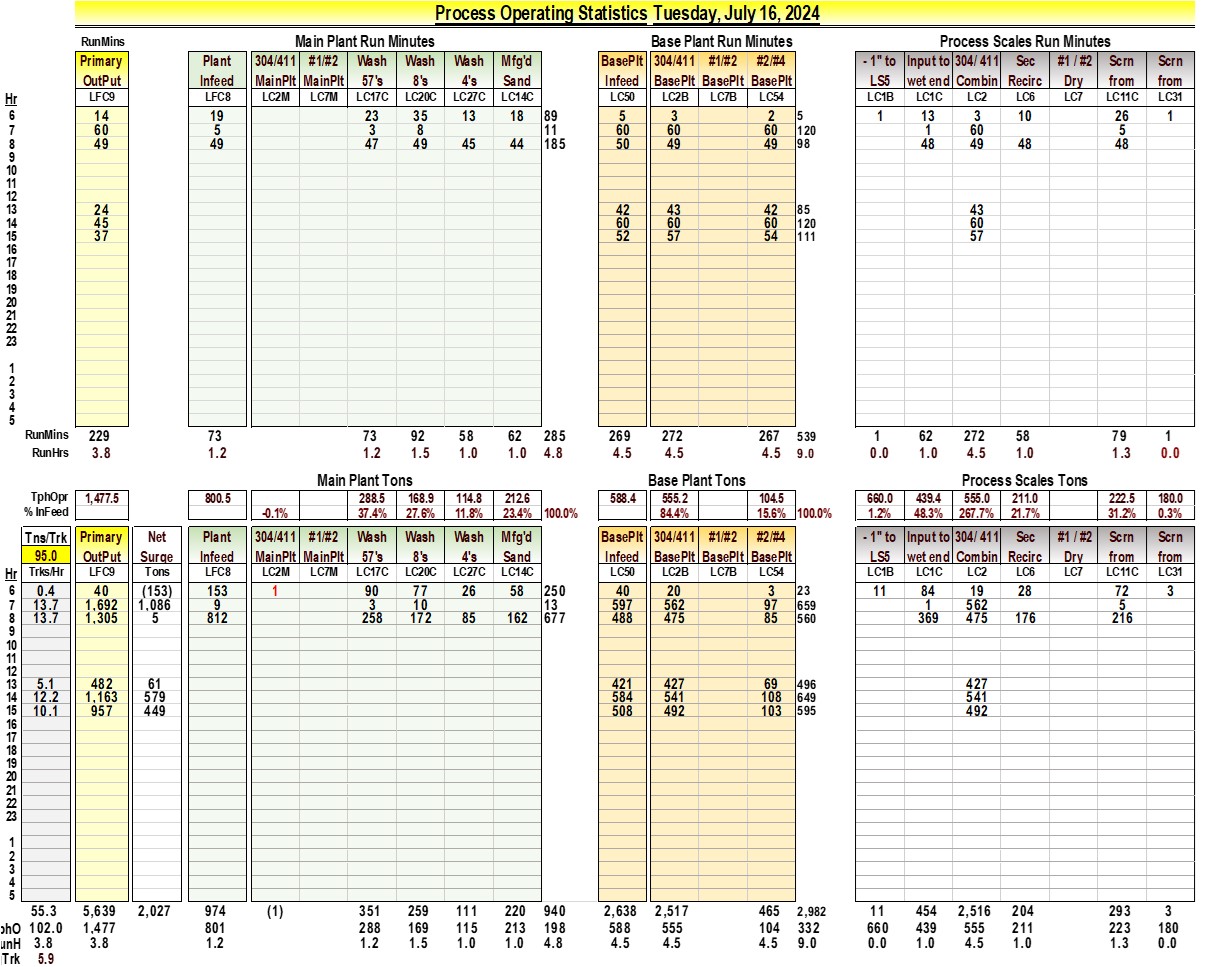 Process Operating Statistics Tuesday, July 16, 2024
RunMins Main Plant Run Minutes Base Plant Run Minutes Process Scales Run Minutes
Primary Plant 304/411 #1/#2 Wash Wash Wash Mfg'd BasePlt 304/411 #1/#2 #2/#4 - 1" to Input to 304/ 411 Sec #1 / #2 Scrn Scrn
OutPut Infeed MainPlt MainPlt 57's 8's 4's Sand Infeed BasePlt BasePlt BasePlt LS5 wet end Combin Recirc Dry from from
Hr LFC9 LFC8 LC2M LC7M LC17C LC20C LC27C LC14C LC50 LC2B LC7B LC54 LC1B LC1C LC2 LC6 LC7 LC11C LC31
6 14 19 23 35 13 18 89 5 3 2 5 1 13 3 10 26 1
7 60 5 3 8 11 60 60 60 120 1 60 5
8 49 49 47 49 45 44 185 50 49 49 98 48 49 48 48
9
10
11
12
13 24 42 43 42 85 43
14 45 60 60 60 120 60
15 37 52 57 54 111 57
16
17
18
19
20
21
22
23
1
2
3
4
5
RunMins 229 73 73 92 58 62 285 269 272 267 539 1 62 272 58 79 1
RunHrs 3.8 1.2 1.2 1.5 1.0 1.0 4.8 4.5 4.5 4.5 9.0 0.0 1.0 4.5 1.0 1.3 0.0
Main Plant Tons Base Plant Tons Process Scales Tons
TphOpr 1,477.5 800.5 288.5 168.9 114.8 212.6 588.4 555.2 104.5 660.0 439.4 555.0 211.0 222.5 180.0
% InFeed -0.1% 37.4% 27.6% 11.8% 23.4% 100.0% 84.4% 15.6% 100.0% 1.2% 48.3% 267.7% 21.7% 31.2% 0.3%
Tns/Trk Primary Net Plant 304/411 #1/#2 Wash Wash Wash Mfg'd BasePlt 304/411 #1/#2 #2/#4 - 1" to Input to 304/ 411 Sec #1 / #2 Scrn Scrn
95.0 OutPut Surge Infeed MainPlt MainPlt 57's 8's 4's Sand Infeed BasePlt BasePlt BasePlt LS5 wet end Combin Recirc Dry from from
Hr Trks/Hr LFC9 Tons LFC8 LC2M LC7M LC17C LC20C LC27C LC14C LC50 LC2B LC7B LC54 LC1B LC1C LC2 LC6 LC7 LC11C LC31
6 0.4 40 (153) 153 1 90 77 26 58 250 40 20 3 23 11 84 19 28 72 3
7 13.7 1,692 1,086 9 3 10 13 597 562 97 659 1 562 5
8 13.7 1,305 5 812 258 172 85 162 677 488 475 85 560 369 475 176 216
9
10
11
12
13 5.1 482 61 421 427 69 496 427
14 12.2 1,163 579 584 541 108 649 541
15 10.1 957 449 508 492 103 595 492
16
17
18
19
20
21
22
23
1
2
3
4
5
55.3 5,639 2,027 974 (1) 351 259 111 220 940 2,638 2,517 465 2,982 11 454 2,516 204 293 3
phO 102.0 1,477 801 288 169 115 213 198 588 555 104 332 660 439 555 211 223 180
unH 3.8 3.8 1.2 1.2 1.5 1.0 1.0 4.8 4.5 4.5 4.5 9.0 0.0 1.0 4.5 1.0 1.3 0.0
Trk 5.9